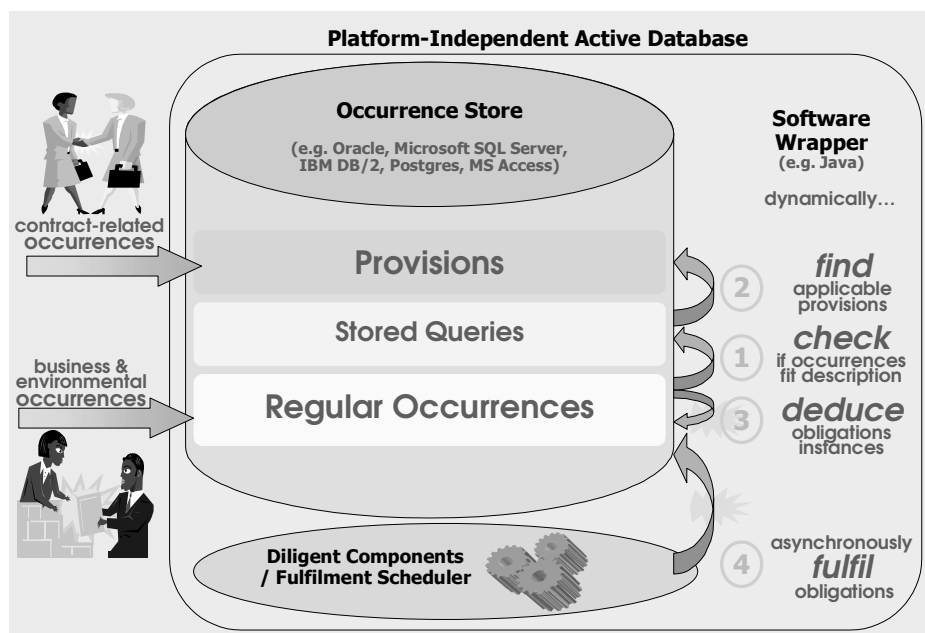 Platform-Independent Active Database
Occurrence Store
(e.g. Oracle, Microsoft SQL Server,
IBM DB/2, Postgres, MS Access)
Software
Wrapper
(e.g. Java)
dynamically…
contract-related
occurrences
Provisions
2
find
applicable
provisions
Stored Queries
1
check
if occurrences
fit description
business &
environmental
occurrences
Regular Occurrences
3
deduce
obligations
instances
Diligent Components
/ Fulfilment Scheduler
4
asynchronously
fulfil
obligations